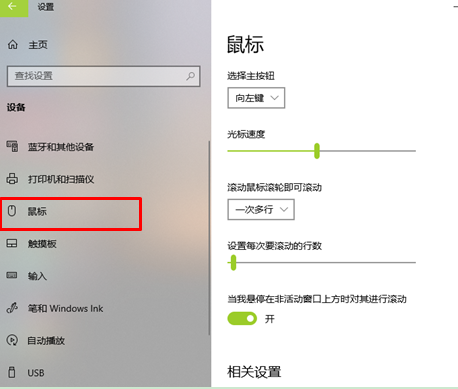 设置
主页
查找设置
设备
蓝牙和其他设备
打印机和扫描仪
鼠标
触摸板
输入
笔和 Windows Ink
自动播放
USB
鼠标
选择主按钮
向左键
光标速度
滚动鼠标滚轮即可滚动
一次多行
设置每次要滚动的行数
当我悬停在非活动窗口上方时对其进行滚动
开
相关设置